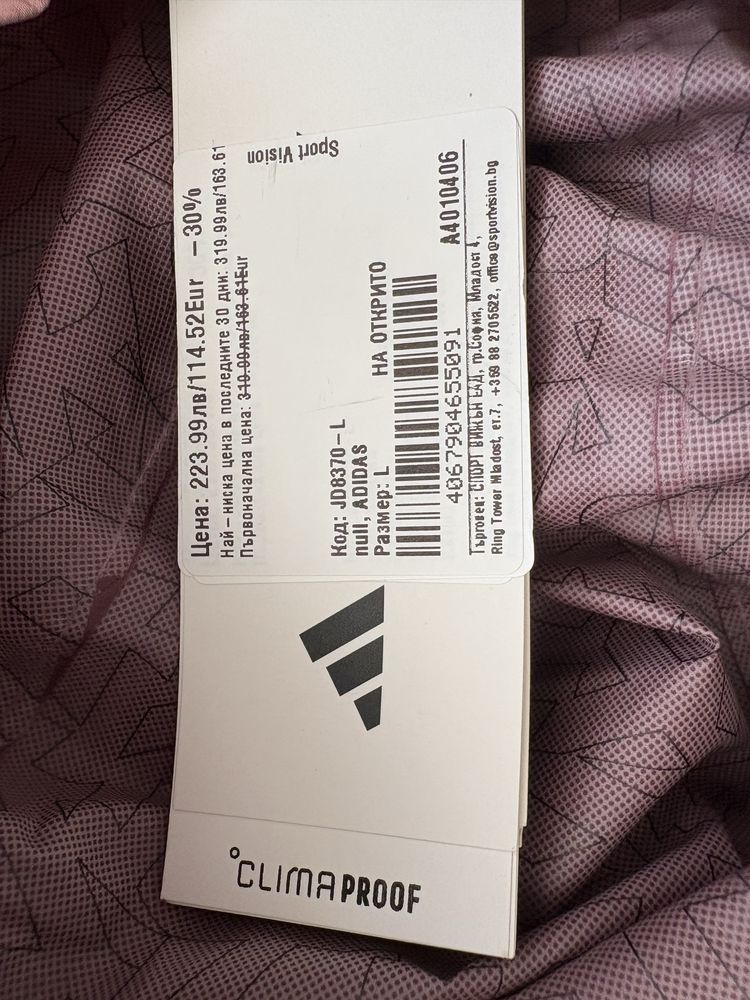 Sport Vision
Цена: 223.99лв/114.52Eur -30%
Най-ниска цена в последните 30 дни: 319.99лв/163.61
Първоначална цена: 319.99лв/163.61Eur
Код: JD8370-L
null, ADIDAS
Размер: L
НА ОТКРИТО
4067904655091
A4010406
Търговец: СПОРТ ВИЖЪН ЕАД, гр.София, Младост 4,
Ring Tower Mladost, ет.7, +359 88 2705522, office@sportvision.bg
CLIMAPROOF